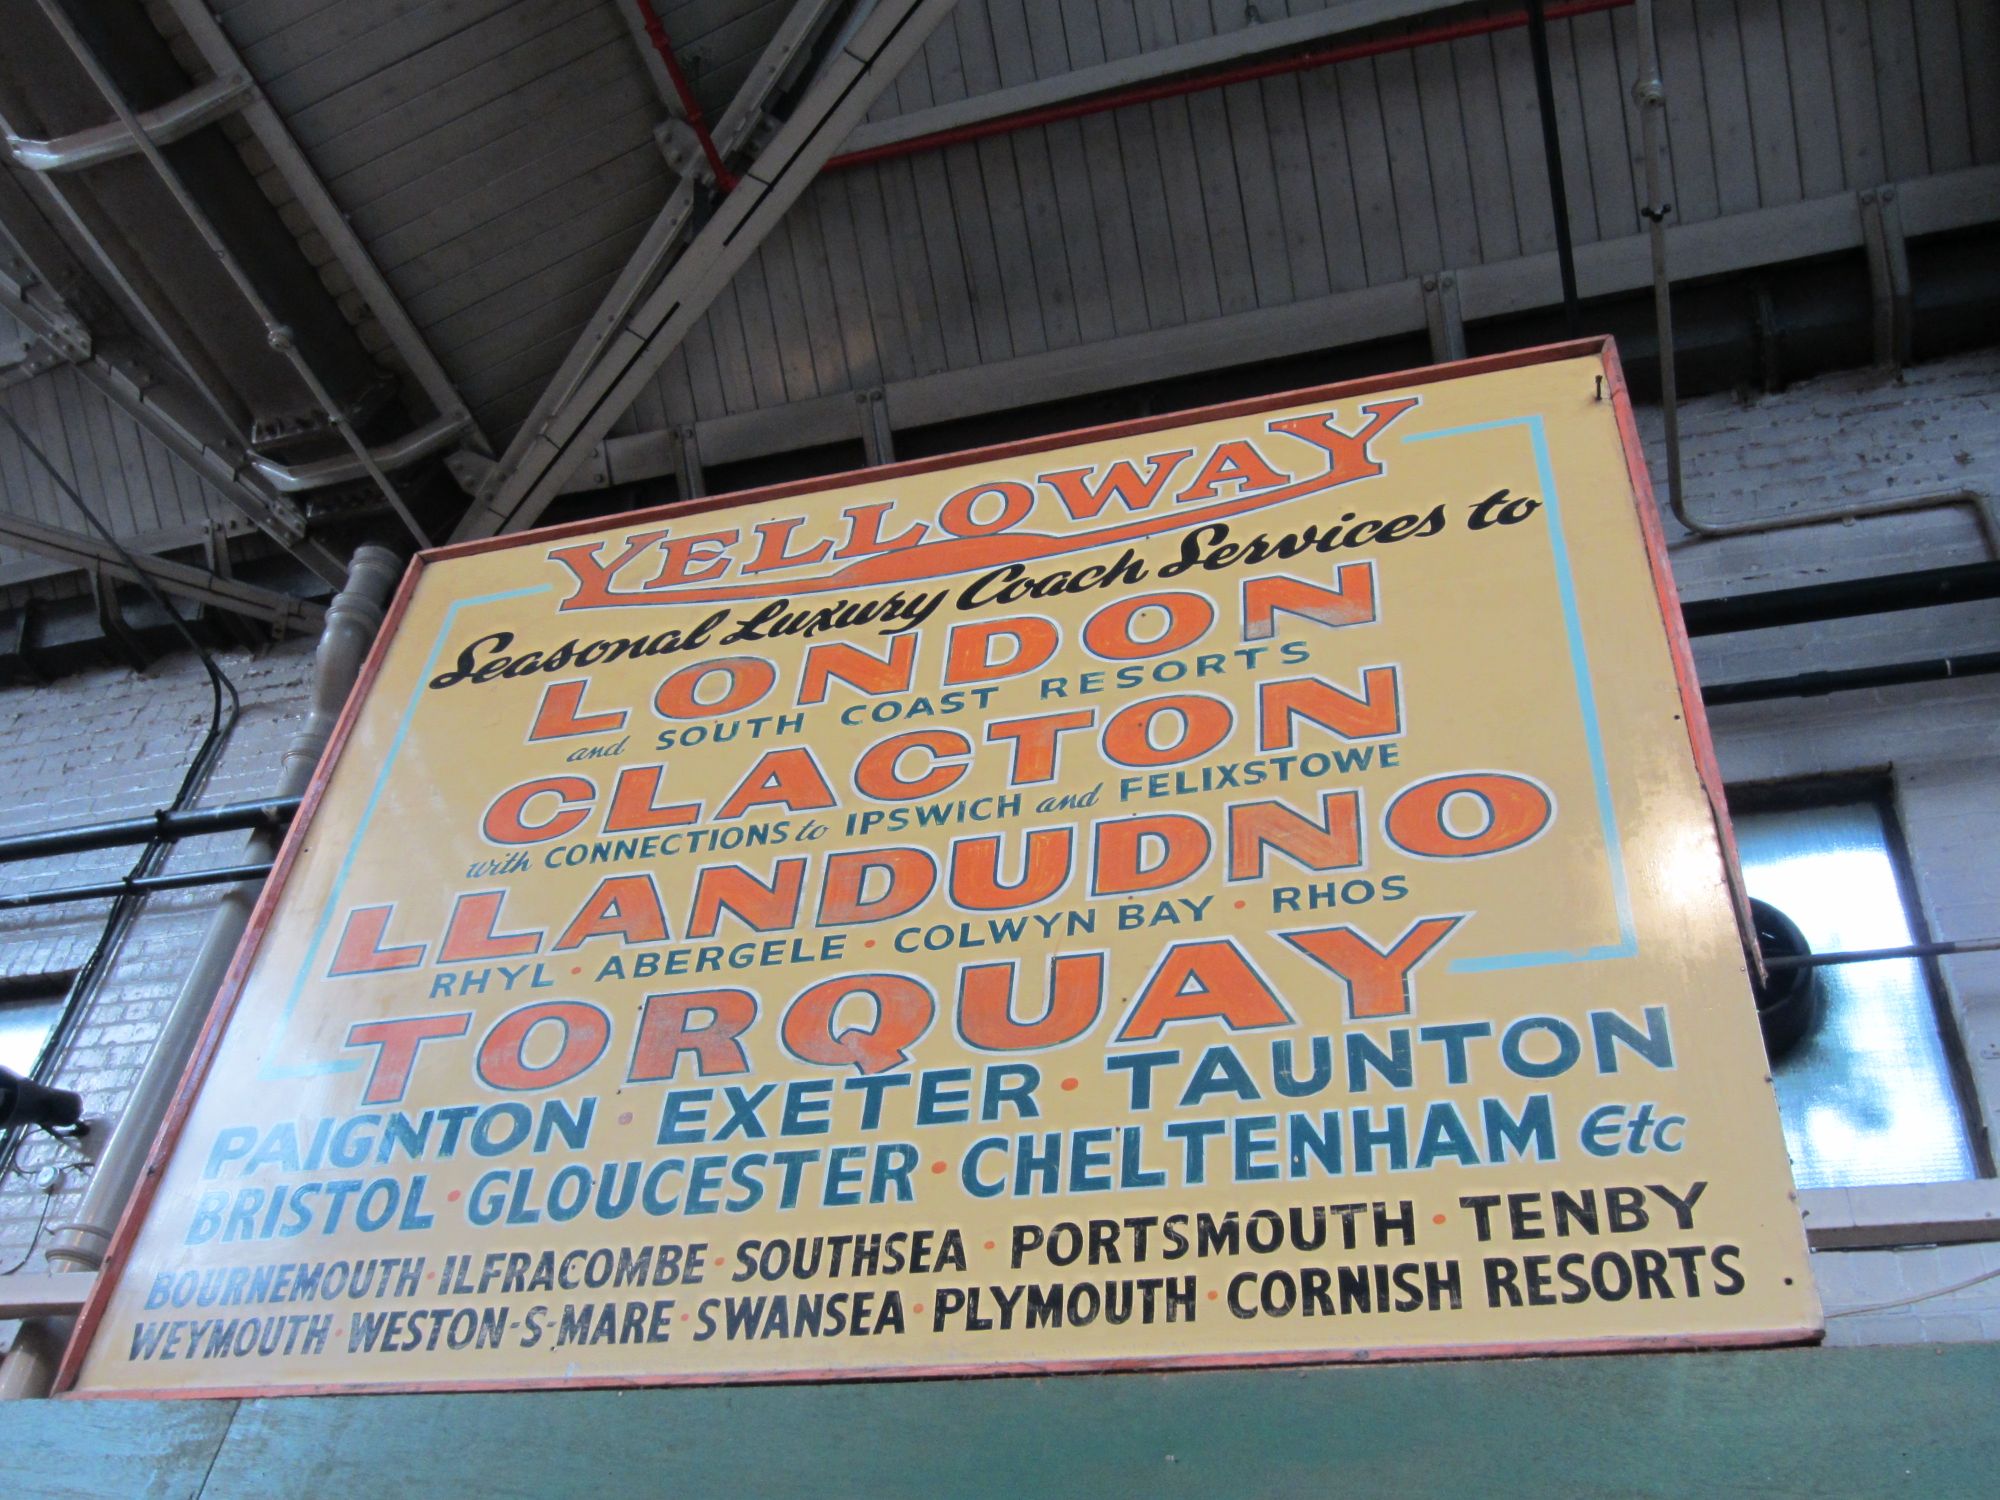 YELLOWAY
Seasonal Luxury Coach Services to
LONDON
and SOUTH COAST RESORTS
CLACTON
with CONNECTIONS to IPSWICH and FELIXSTOWE
LLANDUDNO
RHYL · ABERGELE · COLWYN BAY · RHOS
TORQUAY
PAIGNTON · EXETER · TAUNTON
BRISTOL · GLOUCESTER · CHELTENHAM Etc
BOURNEMOUTH · ILFRACOMBE · SOUTHSEA · PORTSMOUTH · TENBY
WEYMOUTH · WESTON-S-MARE · SWANSEA · PLYMOUTH · CORNISH RESORTS